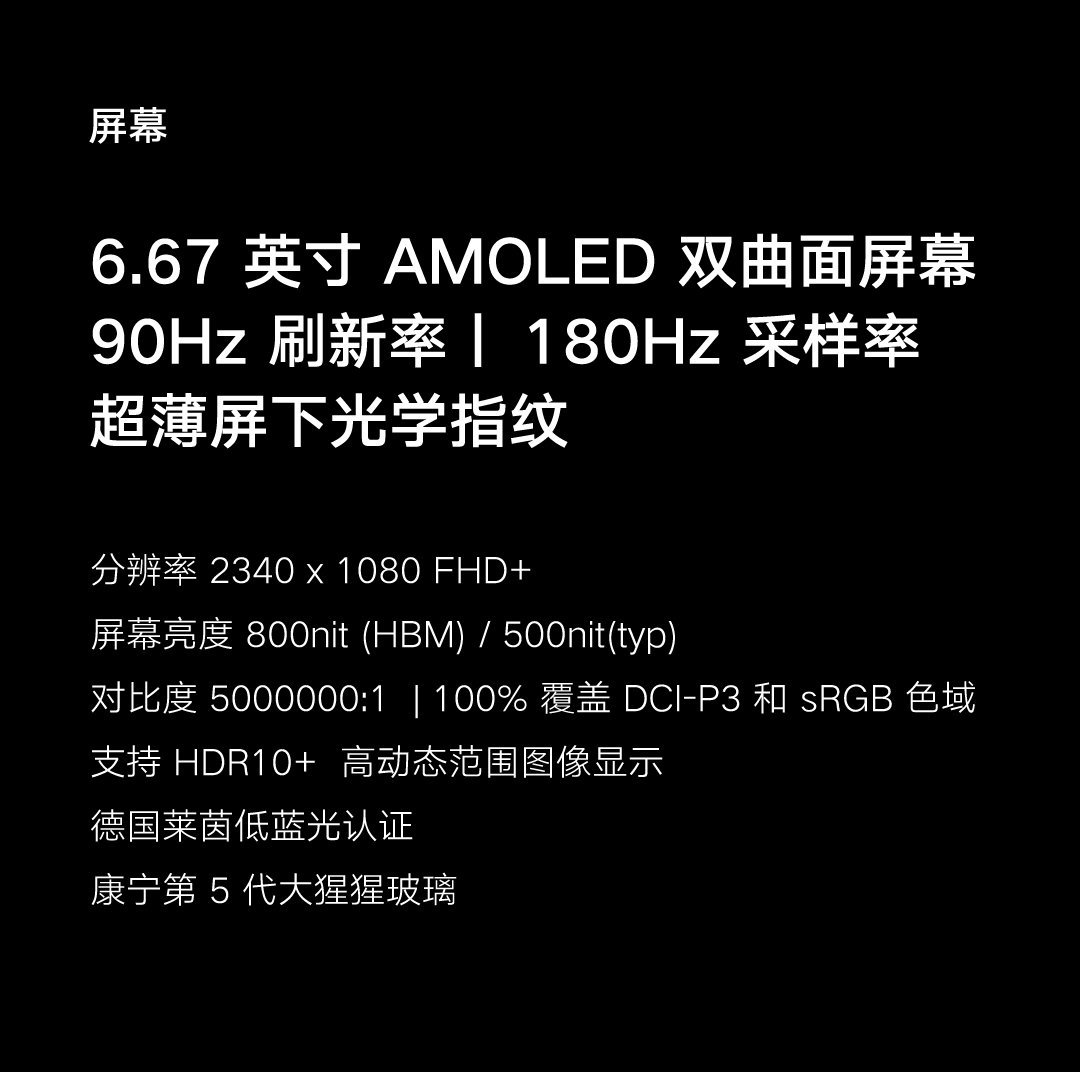 屏幕
6.67 英寸 AMOLED 双曲面屏幕
90Hz 刷新率丨 180Hz 采样率
超薄屏下光学指纹
分辨率 2340 x 1080 FHD+
屏幕亮度 800nit (HBM) / 500nit(typ)
对比度 5000000:1 | 100% 覆盖 DCI-P3 和 sRGB 色域
支持 HDR10+ 高动态范围图像显示
德国莱茵低蓝光认证
康宁第 5 代大猩猩玻璃